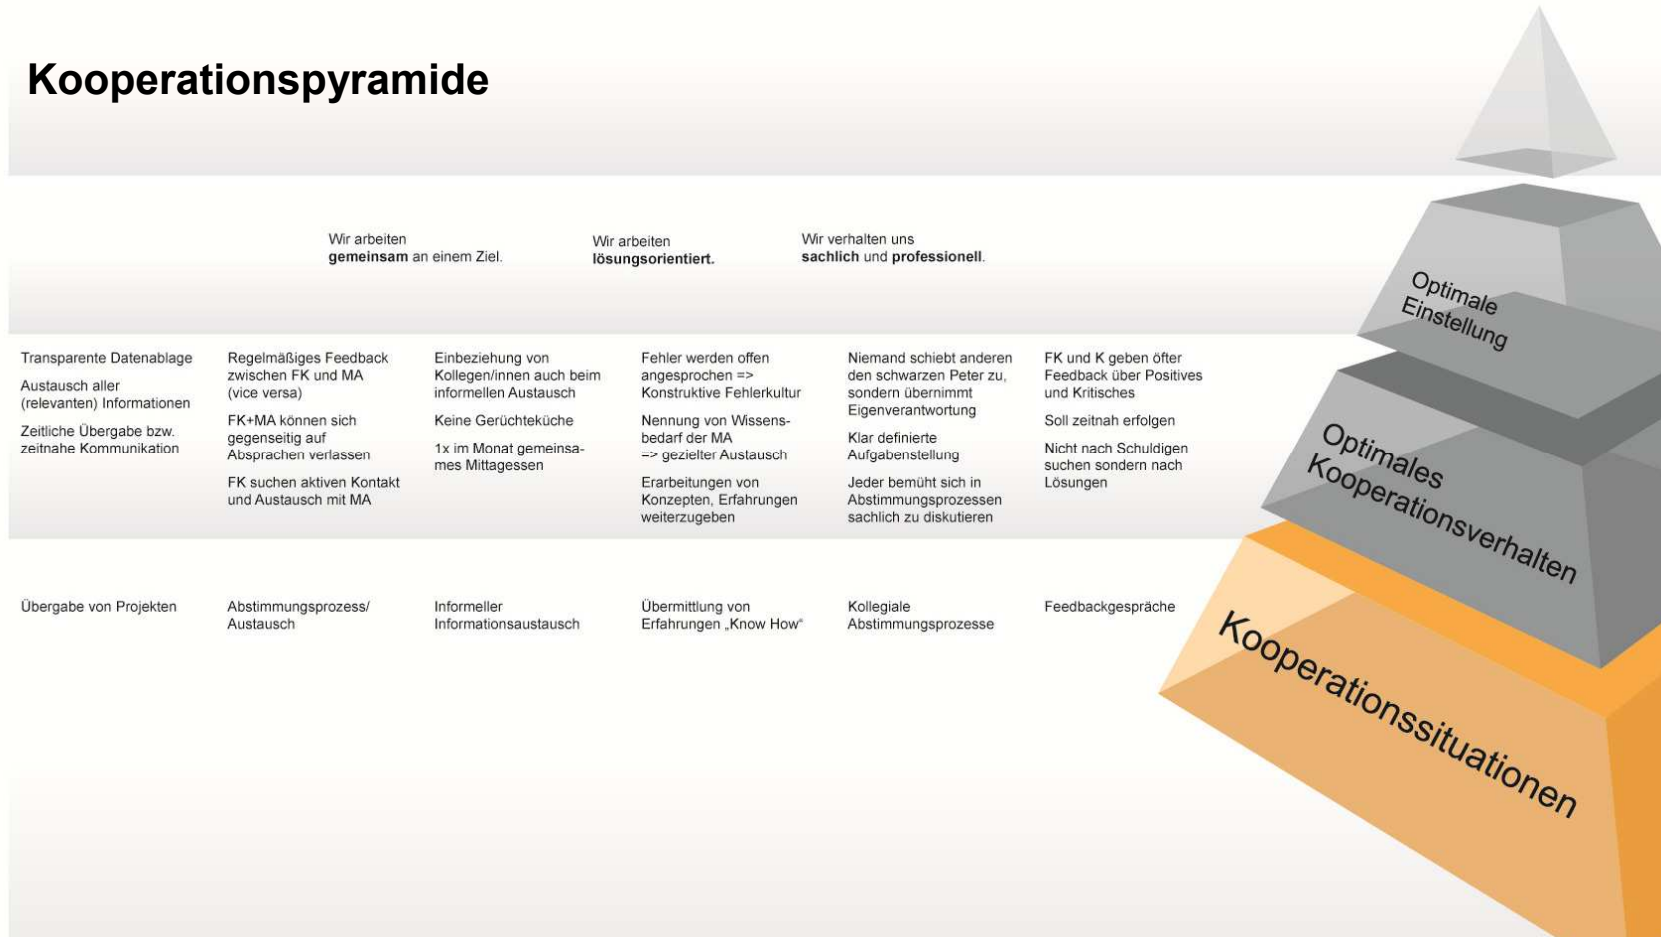 Kooperationspyramide
Wir arbeiten
gemeinsam an einem Ziel.
Wir arbeiten
lösungsorientiert.
Wir verhalten uns
sachlich und professionell.
Optimale
Einstellung
Transparente Datenablage
Austausch aller
(relevanten) Informationen
Zeitliche Übergabe bzw.
zeitnahe Kommunikation
Regelmäßiges Feedback
zwischen FK und MA
(vice versa)
FK+MA können sich
gegenseitig auf
Absprachen verlassen
FK suchen aktiven Kontakt
und Austausch mit MA
Einbeziehung von
Kollegen/innen auch beim
informellen Austausch
Keine Gerüchteküche
1x im Monat gemeinsa-
mes Mittagessen
Fehler werden offen
angesprochen =>
Konstruktive Fehlerkultur
Nennung von Wissens-
bedarf der MA
=> gezielter Austausch
Erarbeitungen von
Konzepten, Erfahrungen
weiterzugeben
Niemand schiebt anderen
den schwarzen Peter zu,
sondern übernimmt
Eigenverantwortung
Klar definierte
Aufgabenstellung
Jeder bemüht sich in
Abstimmungsprozessen
sachlich zu diskutieren
FK und K geben öfter
Feedback über Positives
und Kritisches
Soll zeitnah erfolgen
Nicht nach Schuldigen
suchen sondern nach
Lösungen
Optimales
Kooperationsverhalten
Übergabe von Projekten
Abstimmungsprozess/
Austausch
Informeller
Informationsaustausch
Übermittlung von
Erfahrungen „Know How“
Kollegiale
Abstimmungsprozesse
Feedbackgespräche
Kooperationssituationen